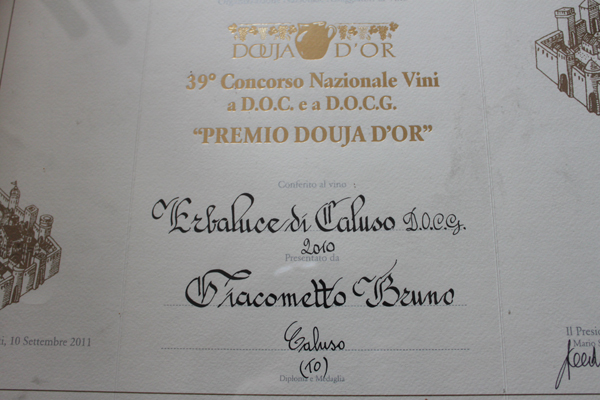 DOUJA D'OR
39° Concorso Nazionale Vini
a D.O.C. e a D.O.C.G.
"PREMIO DOUJA D'OR"
Conferito al vino :
Erbaluce di Caluso D.O.C.G.
2010
Presentato da
Giacometto Bruno
10 Settembre 2011
Caluso
(TO)
Diploma e Medaglia
Il Presi
Mario S